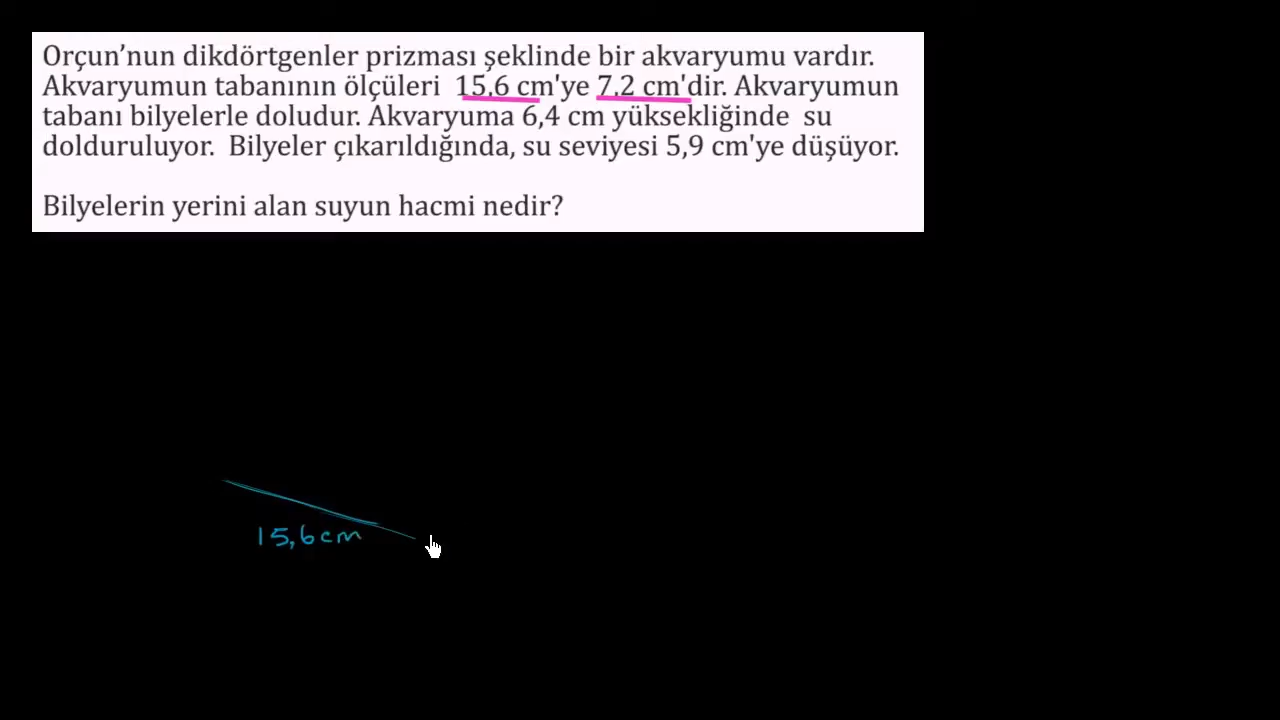 Orçun’nun dikdörtgenler prizması şeklinde bir akvaryumu vardır.
Akvaryumun tabanının ölçüleri 15,6 cm'ye 7,2 cm'dir. Akvaryumun
tabanı bilyelerle doludur. Akvaryuma 6,4 cm yüksekliğinde su
dolduruluyor. Bilyeler çıkarıldığında, su seviyesi 5,9 cm'ye düşüyor.
Bilyelerin yerini alan suyun hacmi nedir?
15,6cm